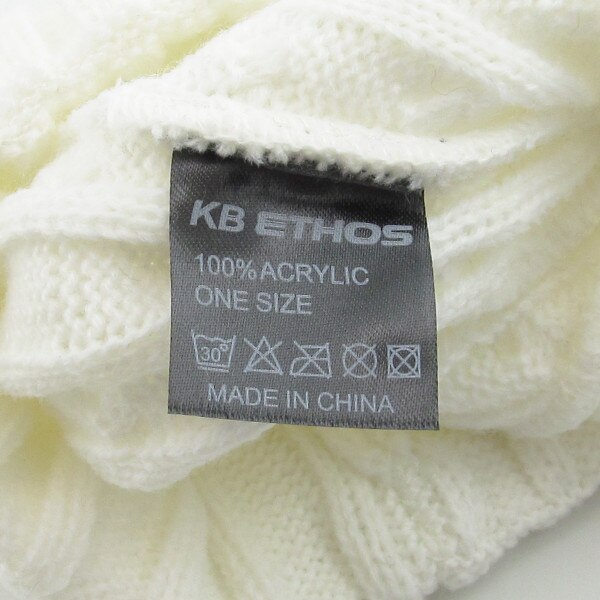 KB ETHOS
100% ACRYLIC
ONE SIZE
30°
MADE IN CHINA